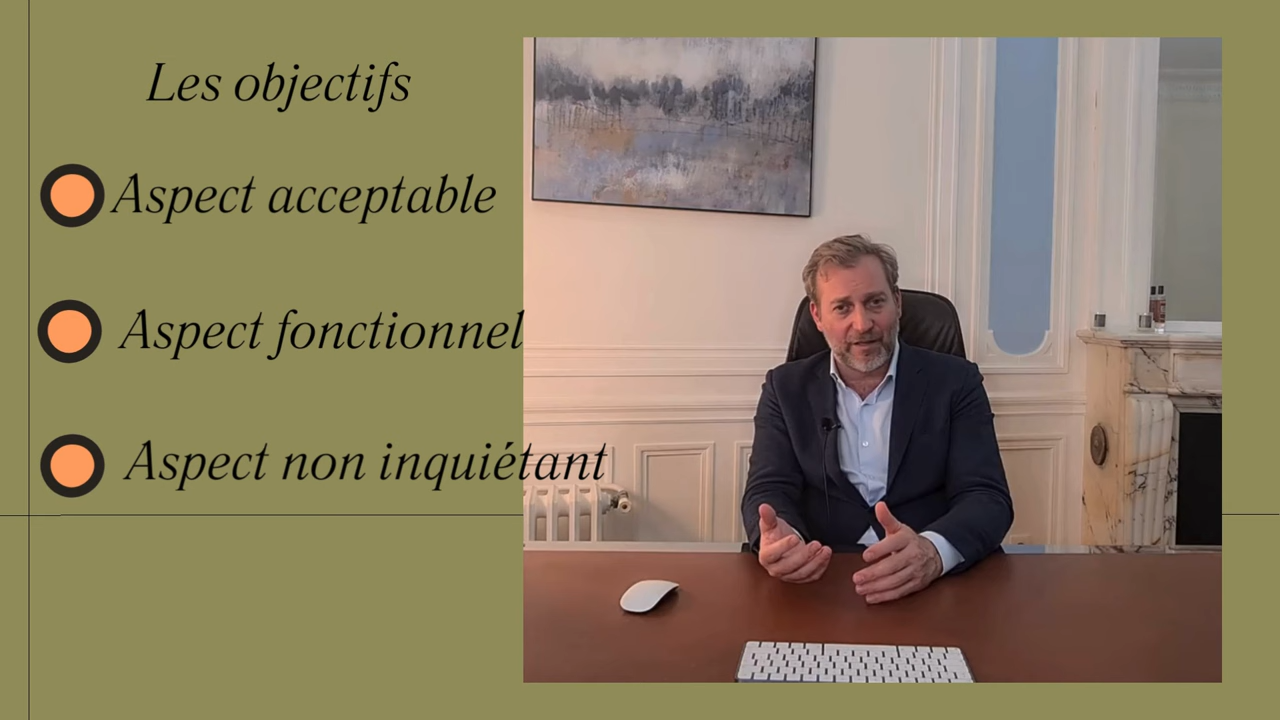 Les objectifs
Aspect acceptable
Aspect fonctionnel
Aspect non inquiétant